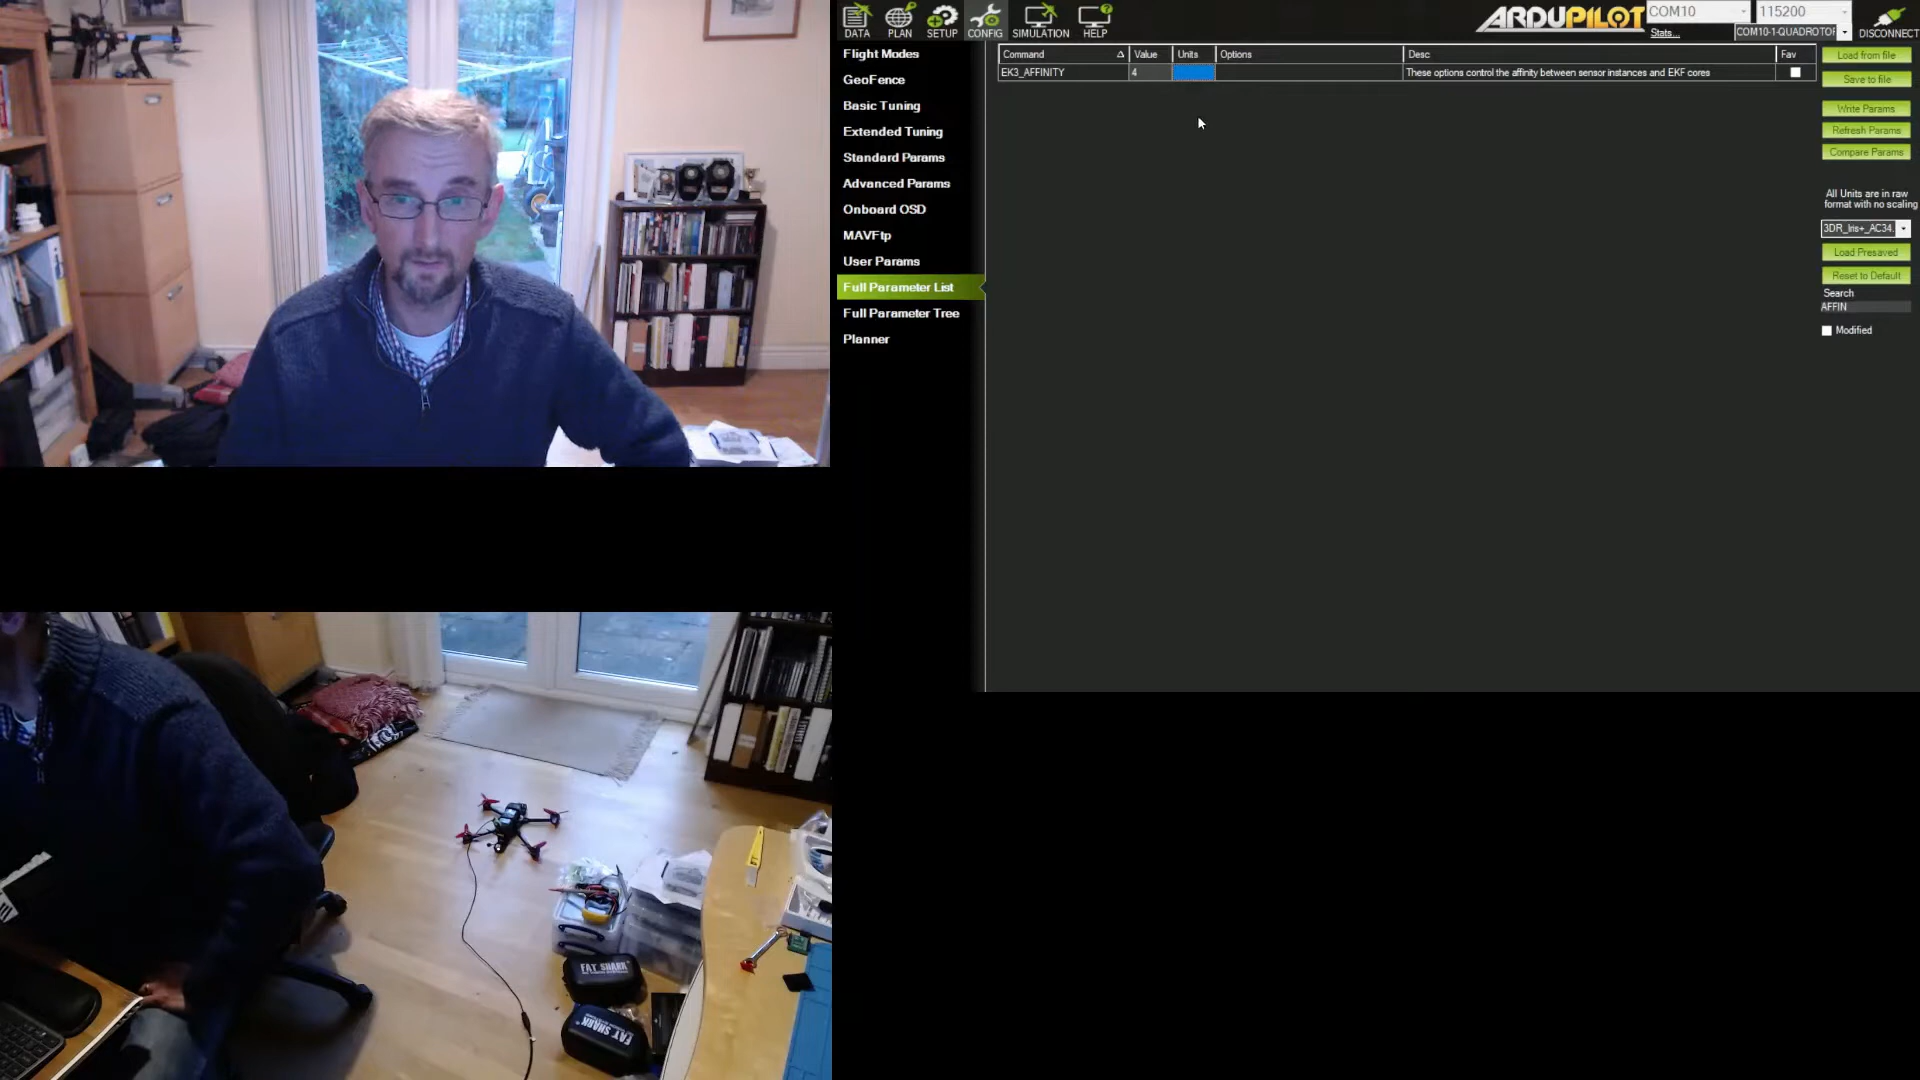 DATA
PLAN
SETUP
CONFIG
SIMULATION
HELP
ARDUPILOT
COM10
115200
Stats...
COM10-1-QUADROTOR
DISCONNECT
Flight Modes
GeoFence
Basic Tuning
Extended Tuning
Standard Params
Advanced Params
Onboard OSD
MAVFtp
User Params
Full Parameter List
Full Parameter Tree
Planner
Command Value Units Options Desc Fav
EK3_AFFINITY 4 These options control the affinity between sensor instances and EKF cores
Load from file
Save to file
Write Params
Refresh Params
Compare Params
All Units are in raw
format with no scaling
3DR_Iris+_AC34.
Load Presaved
Reset to Default
Search
AFFIN
Modified
FAT SHARK
FAT SHARK